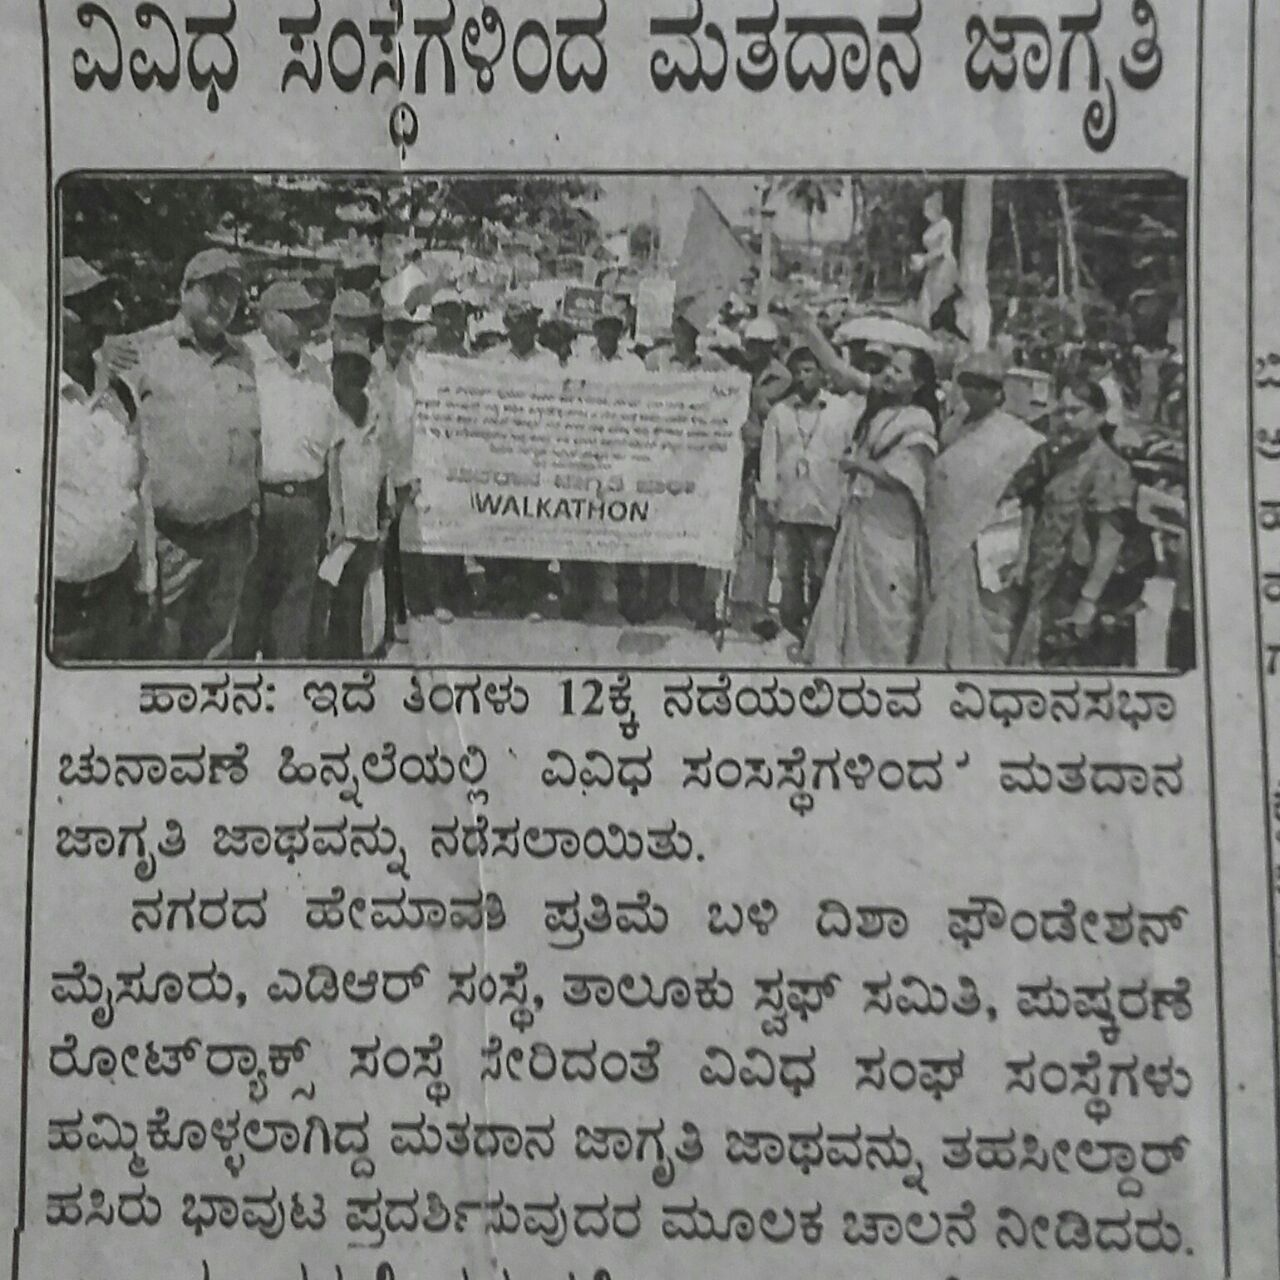 ವಿವಿಧ ಸಂಸ್ಥೆಗಳಿಂದ ಮತದಾನ ಜಾಗೃತಿ
WALKATHON
ಹಾಸನ: ಇದೆ ತಿಂಗಳು 12ಕ್ಕೆ ನಡೆಯಲಿರುವ ವಿಧಾನಸಭಾ
ಚುನಾವಣೆ ಹಿನ್ನಲೆಯಲ್ಲಿ ' ವಿವಿಧ ಸಂಸಸ್ಥೆಗಳಿಂದ ' ಮತದಾನ
ಜಾಗೃತಿ ಜಾಥವನ್ನು ನಡೆಸಲಾಯಿತು.
ನಗರದ ಹೇಮಾವತಿ ಪ್ರತಿಮೆ ಬಳಿ ದಿಶಾ ಫೌಂಡೇಶನ್
ಮೈಸೂರು, ಎಡಿಆರ್ ಸಂಸ್ಥೆ, ತಾಲೂಕು ಸ್ವಫ್ ಸಮಿತಿ, ಪುಷ್ಕರಣಿ
ರೋಟ್‌ರ‍್ಯಾಕ್ಸ್ ಸಂಸ್ಥೆ ಸೇರಿದಂತೆ ವಿವಿಧ ಸಂಘ ಸಂಸ್ಥೆಗಳು
ಹಮ್ಮಿಕೊಳ್ಳಲಾಗಿದ್ದ ಮತದಾನ ಜಾಗೃತಿ ಜಾಥವನ್ನು ತಹಸೀಲ್ದಾರ್
ಹಸಿರು ಭಾವುಟ ಪ್ರದರ್ಶಿಸುವುದರ ಮೂಲಕ ಚಾಲನೆ ನೀಡಿದರು.